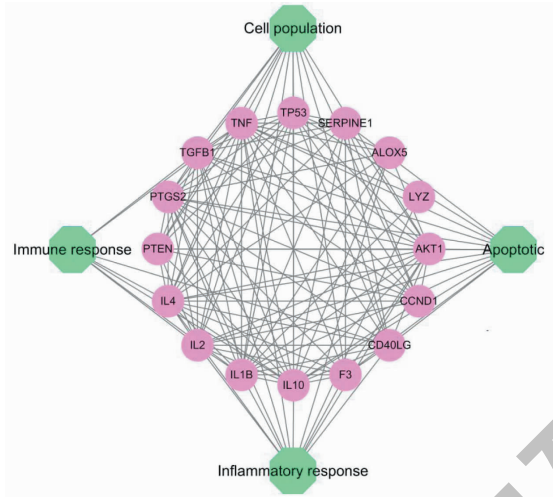 Cell population
TP53
TNF
SERPINE1
TGFB1
ALOX5
PTGS2
LYZ
Immune response
PTEN
AKT1
Apoptotic
IL4
CCND1
IL2
CD40LG
IL1B
IL10
F3
Inflammatory response